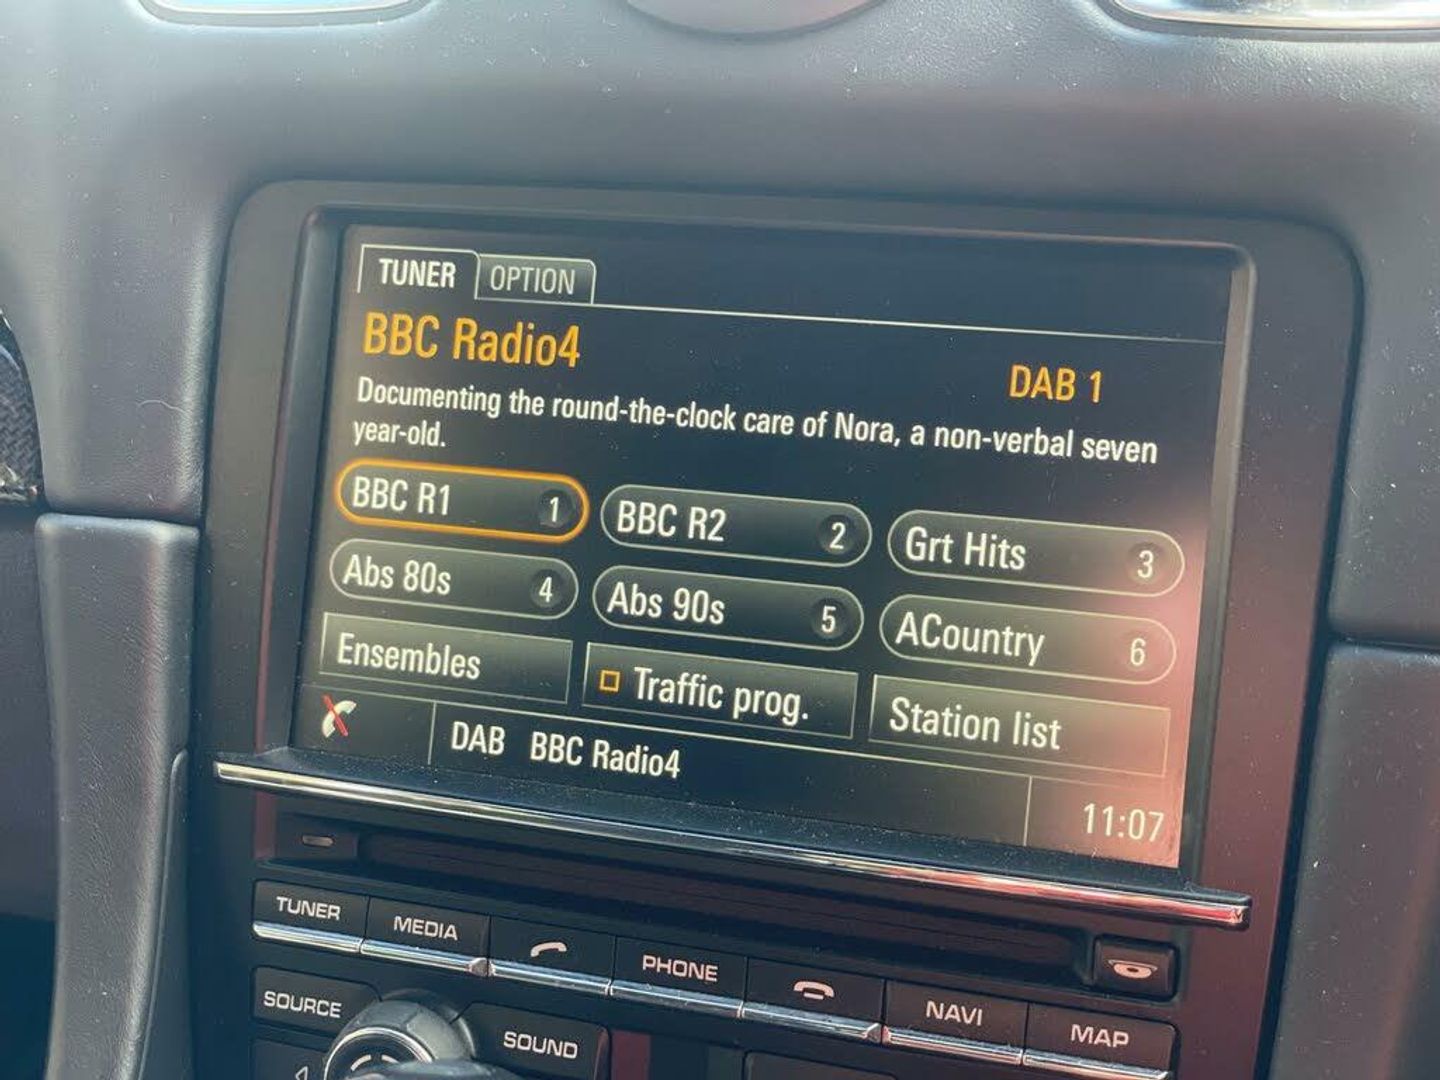 TUNER OPTION
BBC Radio4
DAB 1
Documenting the round-the-clock care of Nora, a non-verbal seven
year-old.
BBC R1 1 BBC R2 2 Grt Hits 3
Abs 80s 4 Abs 90s 5 ACountry 6
Ensembles Traffic prog. Station list
DAB BBC Radio4 11:07
TUNER MEDIA PHONE NAVI MAP
SOURCE SOUND